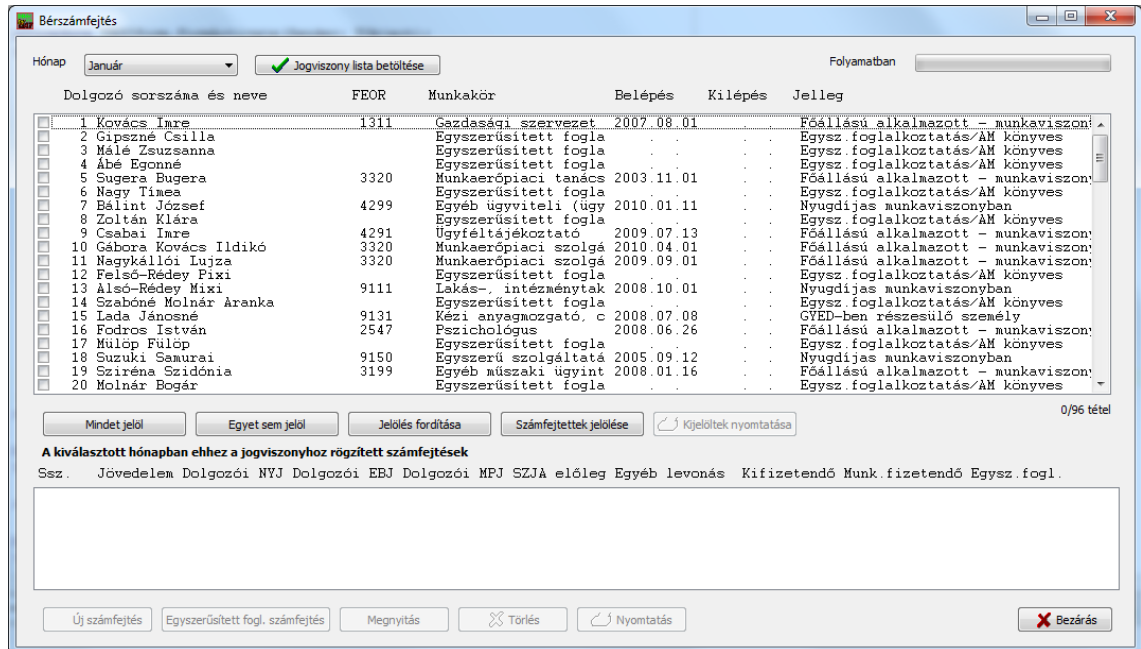 Bérszámfejtés
Hónap Január Jogviszony lista betöltése Folyamatban
Dolgozó sorszáma és neve FEOR Munkakör Belépés Kilépés Jelleg
1 Kovács Imre 1311 Gazdasági szervezet 2007.08.01 . . Főállású alkalmazott - munkaviszon
2 Gipszné Csilla Egyszerűsített fogla . . . . Egysz.foglalkoztatás/AM könyves
3 Málé Zsuzsanna Egyszerűsített fogla . . . . Egysz.foglalkoztatás/AM könyves
4 Ábé Egonné Egyszerűsített fogla . . . . Egysz.foglalkoztatás/AM könyves
5 Sugera Bugera 3320 Munkaerőpiaci tanács 2003.11.01 . . Főállású alkalmazott - munkaviszony
6 Nagy Tímea Egyszerűsített fogla . . . . Egysz.foglalkoztatás/AM könyves
7 Bálint József 4299 Egyéb ügyviteli (ügy 2010.01.11 . . Nyugdíjas munkaviszonyban
8 Zoltán Klára Egyszerűsített fogla . . . . Egysz.foglalkoztatás/AM könyves
9 Csabai Imre 4291 Ügyféltájékoztató 2009.07.13 . . Főállású alkalmazott - munkaviszony
10 Gábora Kovács Ildikó 3320 Munkaerőpiaci szolgá 2010.04.01 . . Főállású alkalmazott - munkaviszony
11 Nagykállói Lujza 3320 Munkaerőpiaci szolgá 2009.09.01 . . Főállású alkalmazott - munkaviszony
12 Felső-Rédey Pixi Egyszerűsített fogla . . . . Egysz.foglalkoztatás/AM könyves
13 Alsó-Rédey Mixi 9111 Lakás-, intézménytak 2008.10.01 . . Nyugdíjas munkaviszonyban
14 Szabóné Molnár Aranka Egyszerűsített fogla . . . . Egysz.foglalkoztatás/AM könyves
15 Lada Jánosné 9131 Kézi anyagmozgató, c 2008.07.08 . . GYED-ben részesülő személy
16 Fodros István 2547 Pszichológus 2008.06.26 . . Főállású alkalmazott - munkaviszony
17 Mülöp Fülöp Egyszerűsített fogla . . . . Egysz.foglalkoztatás/AM könyves
18 Suzuki Samurai 9150 Egyszerű szolgáltatá 2005.09.12 . . Nyugdíjas munkaviszonyban
19 Sziréna Szidónia 3199 Egyéb műszaki ügyint 2008.01.16 . . Főállású alkalmazott - munkaviszony
20 Molnár Bogár Egyszerűsített fogla . . . . Egysz.foglalkoztatás/AM könyves
0/96 tétel
Mindet jelöl Egyet sem jelöl Jelölés fordítása Számfejtettek jelölése Kijelöltek nyomtatása
A kiválasztott hónapban ehhez a jogviszonyhoz rögzített számfejtések
Ssz. Jövedelem Dolgozói NYJ Dolgozói EBJ Dolgozói MPJ SZJA előleg Egyéb levonás Kifizetendő Munk.fizetendő Egysz.fogl.
Új számfejtés Egyszerűsített fogl. számfejtés Megnyitás Törlés Nyomtatás Bezárás